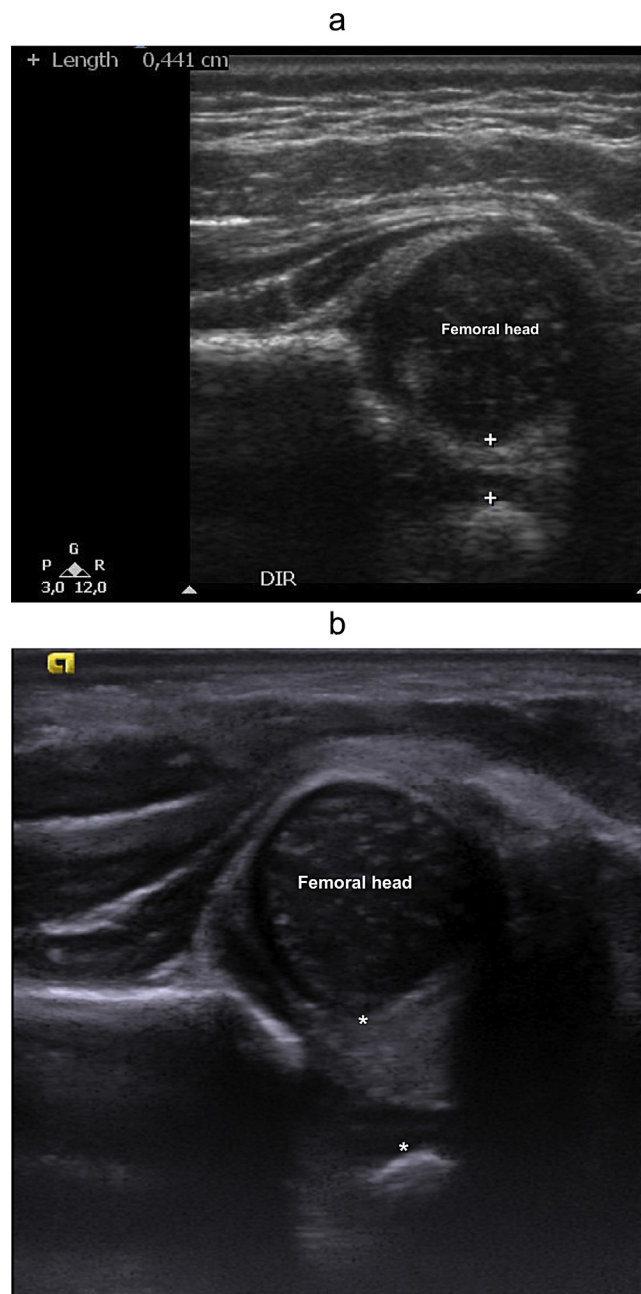 a
+ Length 0,441 cm
Femoral head
+
+
G
P R
3,0 12,0
DIR
b
Femoral head
*
*